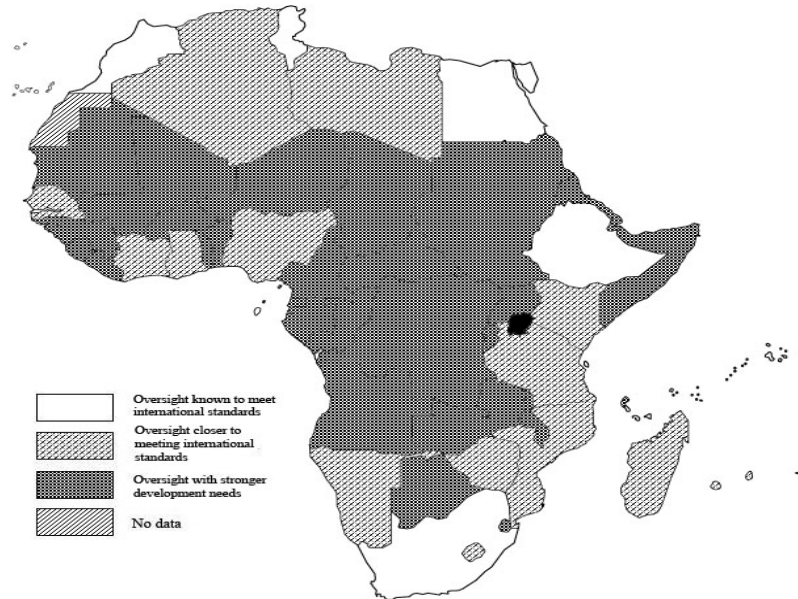 Oversight known to meet
international standards
Oversight closer to
meeting international
standards
Oversight with stronger
development needs
No data